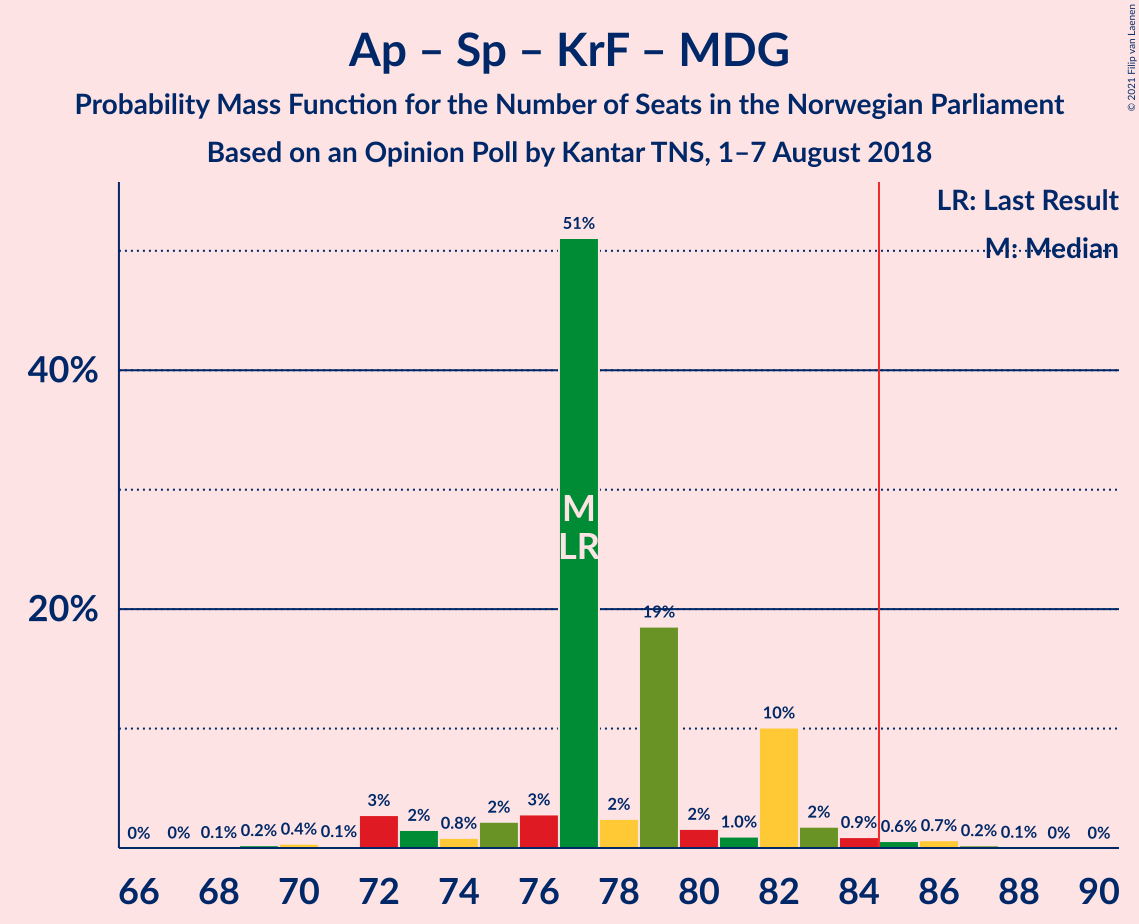 Ap – Sp – KrF – MDG
Probability Mass Function for the Number of Seats in the Norwegian Parliament
Based on an Opinion Poll by Kantar TNS, 1–7 August 2018
© 2021 Filip van Laenen
LR: Last Result
M: Median
51%
40%
M
LR
20%
19%
10%
0% 0% 0.1% 0.2% 0.4% 0.1% 3% 2% 0.8% 2% 3% 2% 2% 1.0% 2% 0.9% 0.6% 0.7% 0.2% 0.1% 0% 0%
66 68 70 72 74 76 78 80 82 84 86 88 90